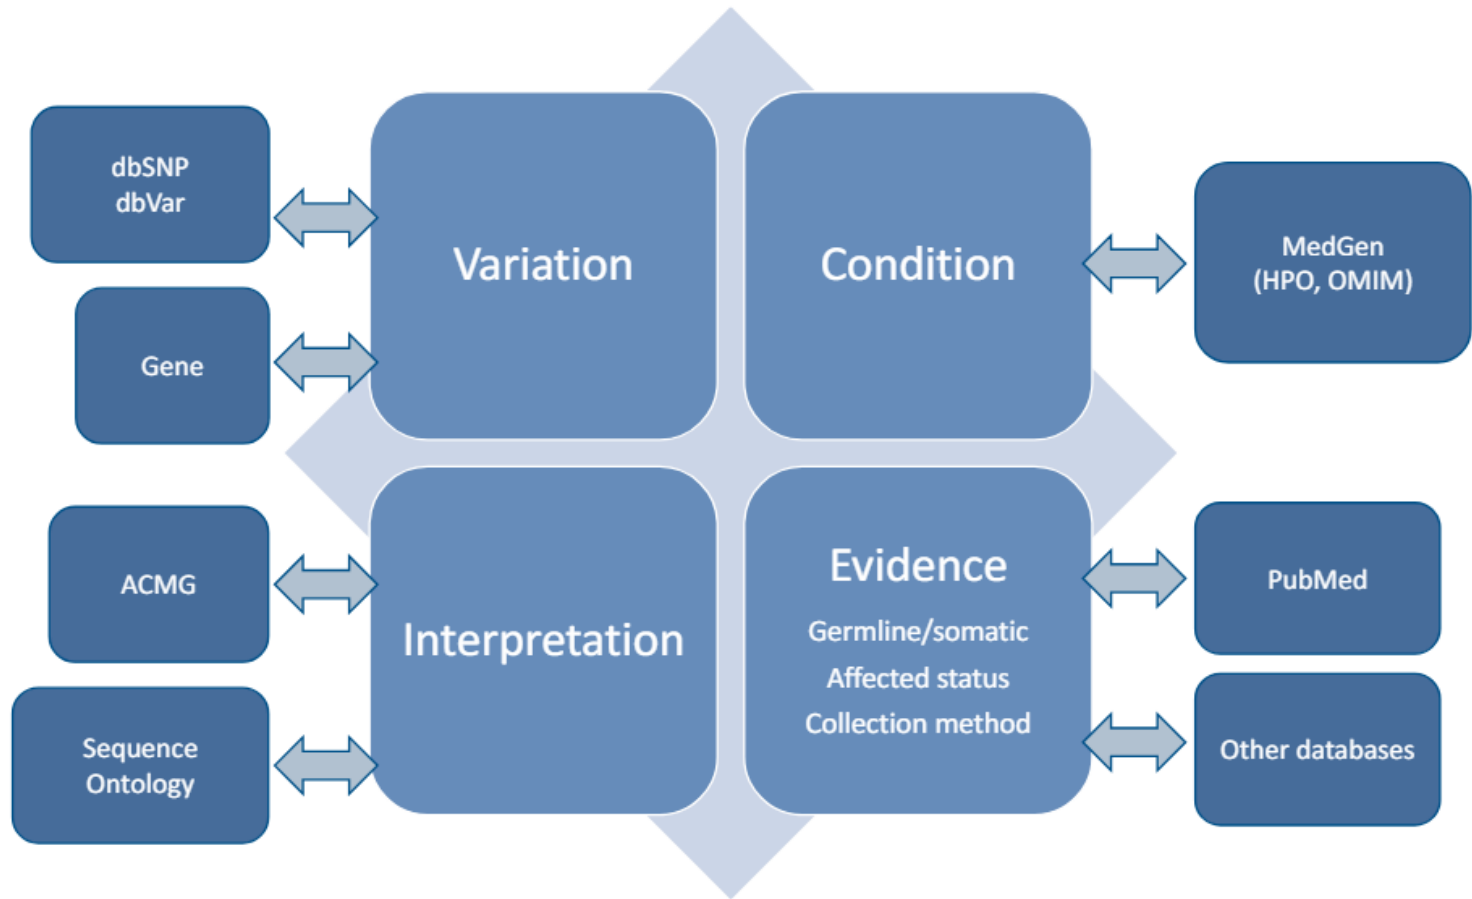 dbSNP
dbVar
Gene
Variation
Condition
MedGen
(HPO, OMIM)
ACMG
Sequence
Ontology
Interpretation
Evidence
Germline/somatic
Affected status
Collection method
PubMed
Other databases